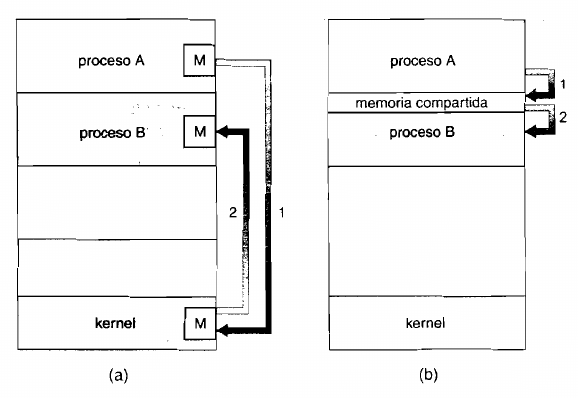 proceso A
M
proceso B
M
2
1
kernel
M
(a)
proceso A
1
memoria compartida
2
proceso B
kernel
(b)